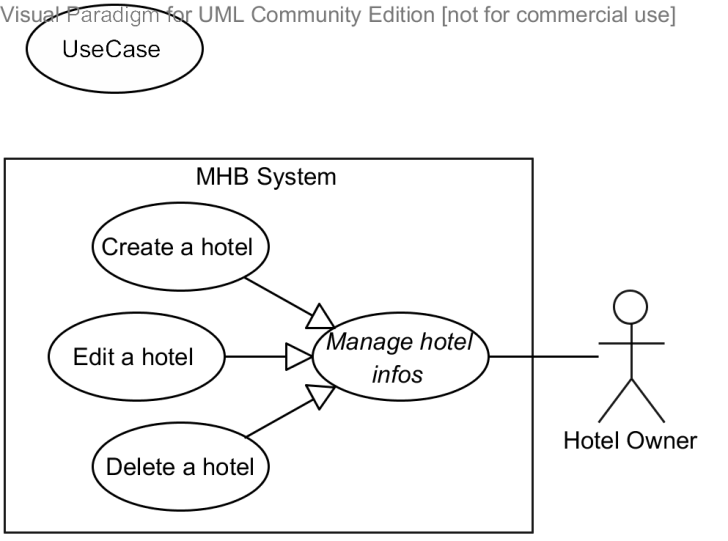 Visual Paradigm for UML Community Edition [not for commercial use]
UseCase
MHB System
Create a hotel
Manage hotel
infos
Edit a hotel
Hotel Owner
Delete a hotel